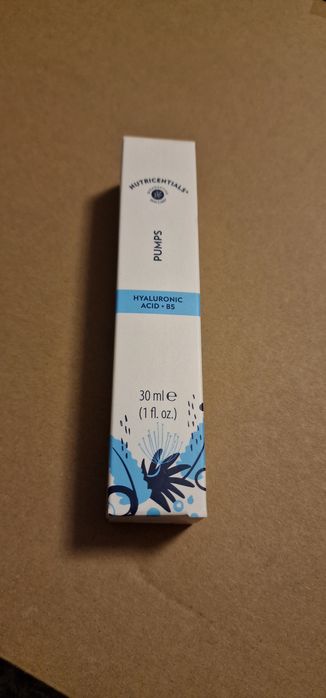 NUTRICENTIALS®
PUMPS
HYALURONIC
ACID + B5
30 ml e
(1 fl. oz.)